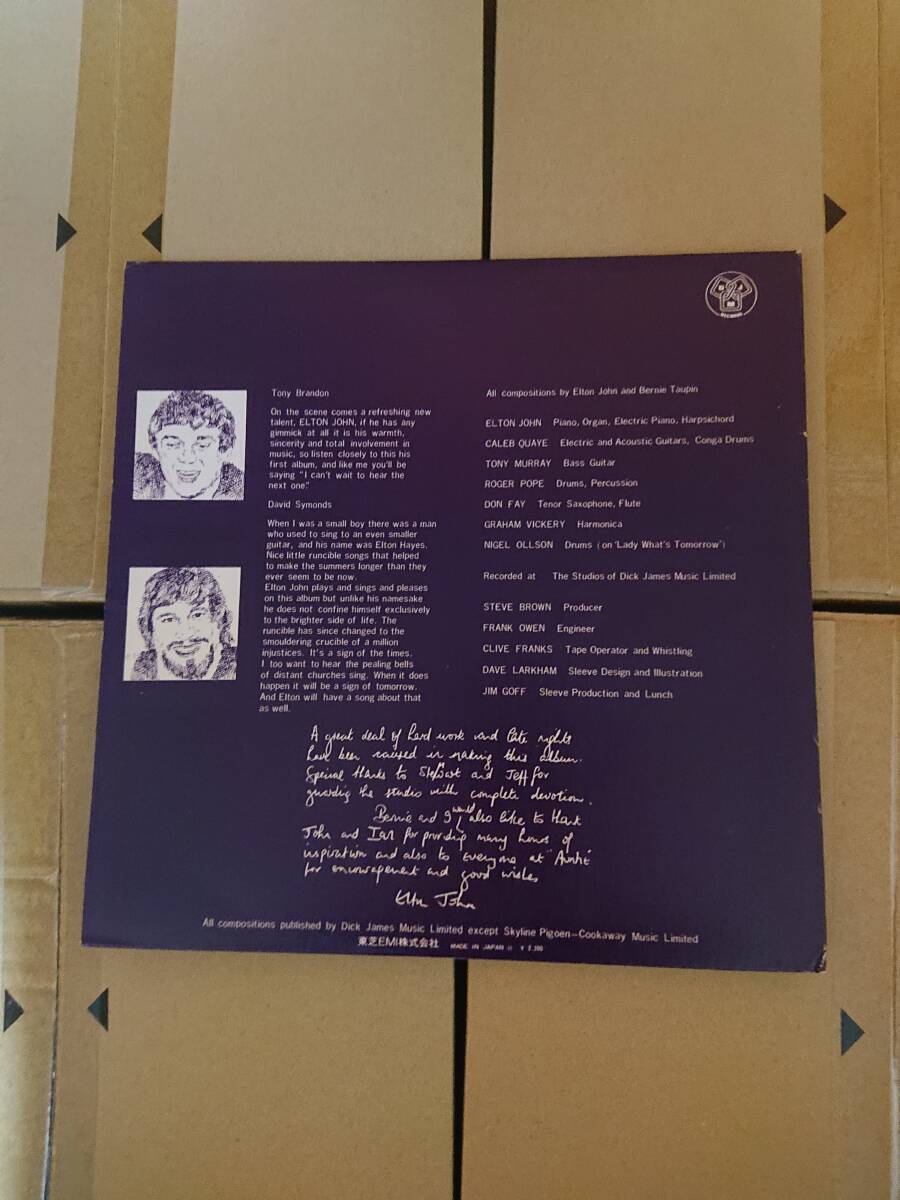 DJM
RECORDS
Tony Brandon
On the scene comes a refreshing new
talent, ELTON JOHN, if he has any
gimmick at all it is his warmth,
sincerity and total involvement in
music, so listen closely to this his
first album, and like me you'll be
saying "I can't wait to hear the
next one."
David Symonds
When I was a small boy there was a man
who used to sing to an even smaller
guitar, and his name was Elton Hayes.
Nice little runcible songs that helped
to make the summers longer than they
ever seem to be now.
Elton John plays and sings and pleases
on this album but unlike his namesake
he does not confine himself exclusively
to the brighter side of life. The
runcible has since changed to the
smouldering crucible of a million
injustices. It's a sign of the times.
I too want to hear the pealing bells
of distant churches sing. When it does
happen it will be a sign of tomorrow.
And Elton will have a song about that
as well.
All compositions by Elton John and Bernie Taupin
ELTON JOHN Piano, Organ, Electric Piano, Harpsichord
CALEB QUAYE Electric and Acoustic Guitars, Conga Drums
TONY MURRAY Bass Guitar
ROGER POPE Drums, Percussion
DON FAY Tenor Saxophone, Flute
GRAHAM VICKERY Harmonica
NIGEL OLLSON Drums (on 'Lady What's Tomorrow')
Recorded at The Studios of Dick James Music Limited
STEVE BROWN Producer
FRANK OWEN Engineer
CLIVE FRANKS Tape Operator and Whistling
DAVE LARKHAM Sleeve Design and Illustration
JIM GOFF Sleeve Production and Lunch
A great deal of hard work and late nights
have been caused in making this album.
Special thanks to Stewart and Jeff for
guarding the studio with complete devotion.
Bernie and I would also like to thank
John and Ian for providing many hours of
inspiration and also to everyone at "Auntie"
for encouragement and good wishes
Elton John
All compositions published by Dick James Music Limited except Skyline Pigoen—Cookaway Music Limited
東芝EMI株式会社 MADE IN JAPAN ¥ 2,200